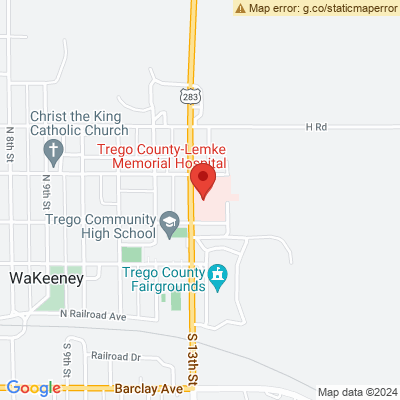 Map error: g.co/staticmaperror
283
H Rd
Christ the King
Catholic Church
N 8th St
N 9th St
Trego County-Lemke
Memorial Hospital
Trego Community
High School
Trego County
Fairgrounds
WaKeeney
N Railroad Ave
S 9th St
Railroad Dr
S 13th St
Barclay Ave
Google
Map data ©2024